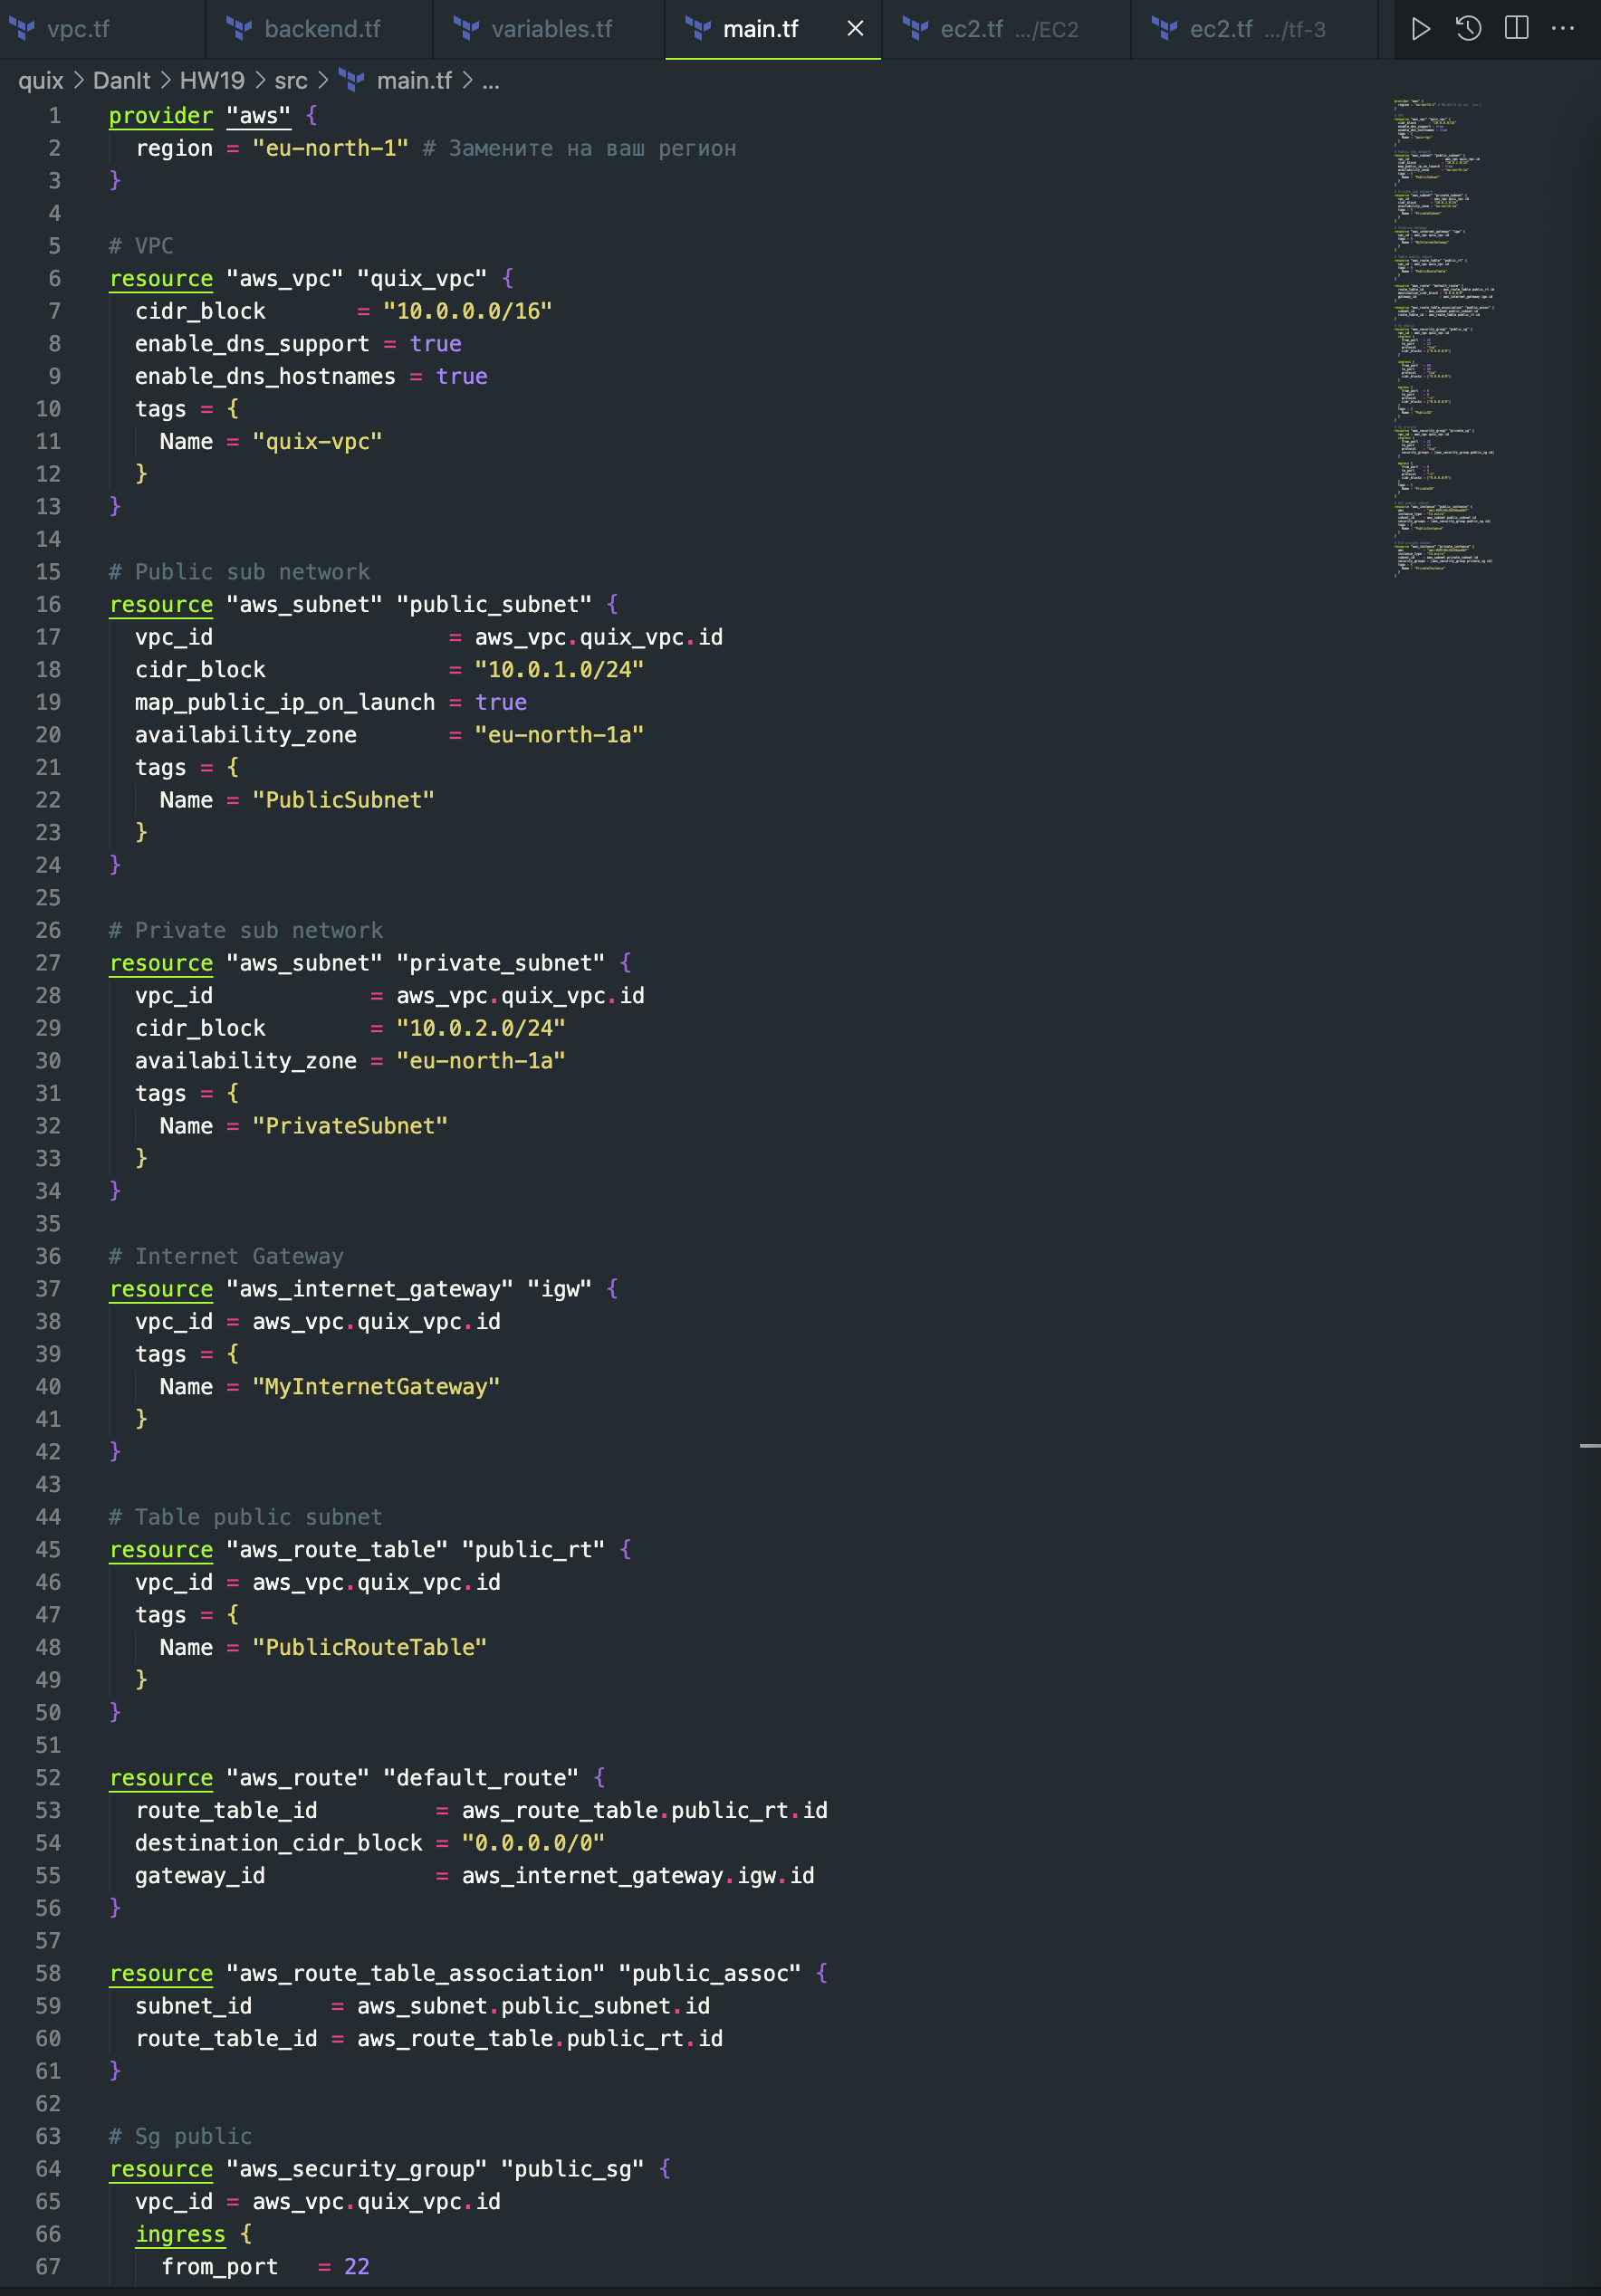 vpc.tf backend.tf variables.tf main.tf ec2.tf .../EC2 ec2.tf .../tf-3
quix > DanIt > HW19 > src > main.tf > ...
1 provider "aws" {
2   region = "eu-north-1" # Замените на ваш регион
3 }
4
5 # VPC
6 resource "aws_vpc" "quix_vpc" {
7   cidr_block       = "10.0.0.0/16"
8   enable_dns_support = true
9   enable_dns_hostnames = true
10   tags = {
11     Name = "quix-vpc"
12   }
13 }
14
15 # Public sub network
16 resource "aws_subnet" "public_subnet" {
17   vpc_id                  = aws_vpc.quix_vpc.id
18   cidr_block              = "10.0.1.0/24"
19   map_public_ip_on_launch = true
20   availability_zone       = "eu-north-1a"
21   tags = {
22     Name = "PublicSubnet"
23   }
24 }
25
26 # Private sub network
27 resource "aws_subnet" "private_subnet" {
28   vpc_id            = aws_vpc.quix_vpc.id
29   cidr_block        = "10.0.2.0/24"
30   availability_zone = "eu-north-1a"
31   tags = {
32     Name = "PrivateSubnet"
33   }
34 }
35
36 # Internet Gateway
37 resource "aws_internet_gateway" "igw" {
38   vpc_id = aws_vpc.quix_vpc.id
39   tags = {
40     Name = "MyInternetGateway"
41   }
42 }
43
44 # Table public subnet
45 resource "aws_route_table" "public_rt" {
46   vpc_id = aws_vpc.quix_vpc.id
47   tags = {
48     Name = "PublicRouteTable"
49   }
50 }
51
52 resource "aws_route" "default_route" {
53   route_table_id         = aws_route_table.public_rt.id
54   destination_cidr_block = "0.0.0.0/0"
55   gateway_id             = aws_internet_gateway.igw.id
56 }
57
58 resource "aws_route_table_association" "public_assoc" {
59   subnet_id      = aws_subnet.public_subnet.id
60   route_table_id = aws_route_table.public_rt.id
61 }
62
63 # Sg public
64 resource "aws_security_group" "public_sg" {
65   vpc_id = aws_vpc.quix_vpc.id
66   ingress {
67     from_port   = 22